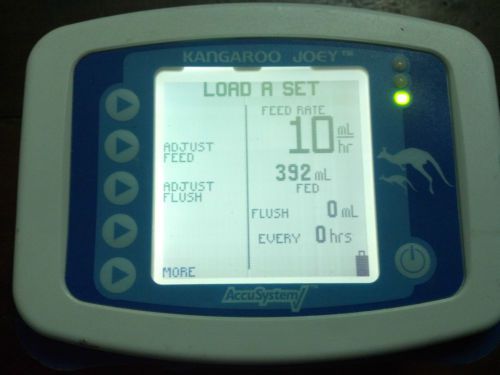 KANGAROO JOEY™
LOAD A SET
FEED RATE
10 mL/hr
ADJUST
FEED
392 mL
FED
ADJUST
FLUSH
FLUSH 0 mL
EVERY 0 hrs
MORE
AccuSystem™